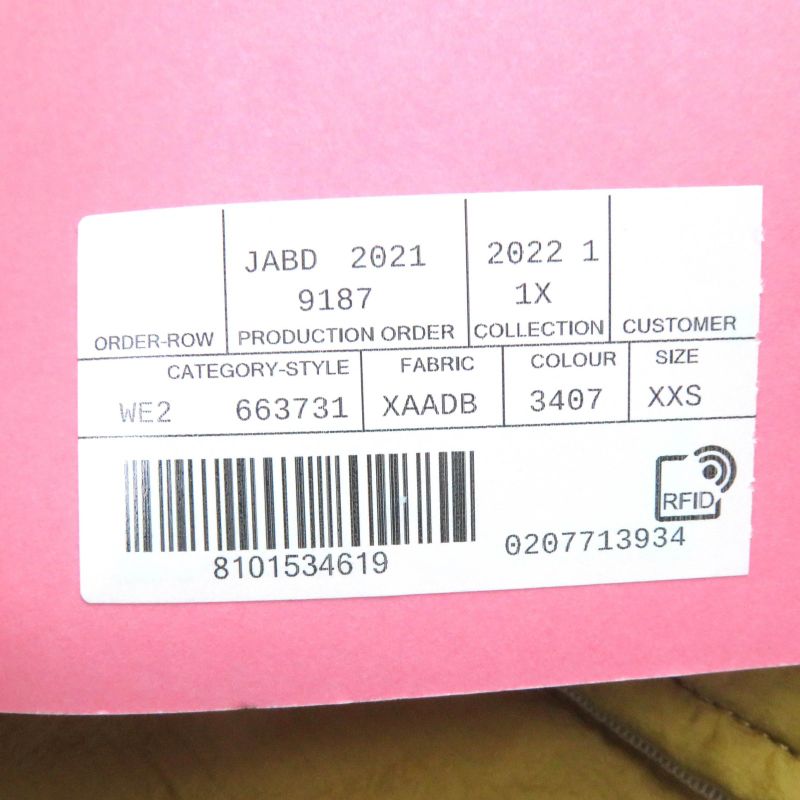 JABD 2021 2022 1
9187 1X
ORDER-ROW PRODUCTION ORDER COLLECTION CUSTOMER
CATEGORY-STYLE FABRIC COLOUR SIZE
WE2 663731 XAADB 3407 XXS
RFID
8101534619 0207713934